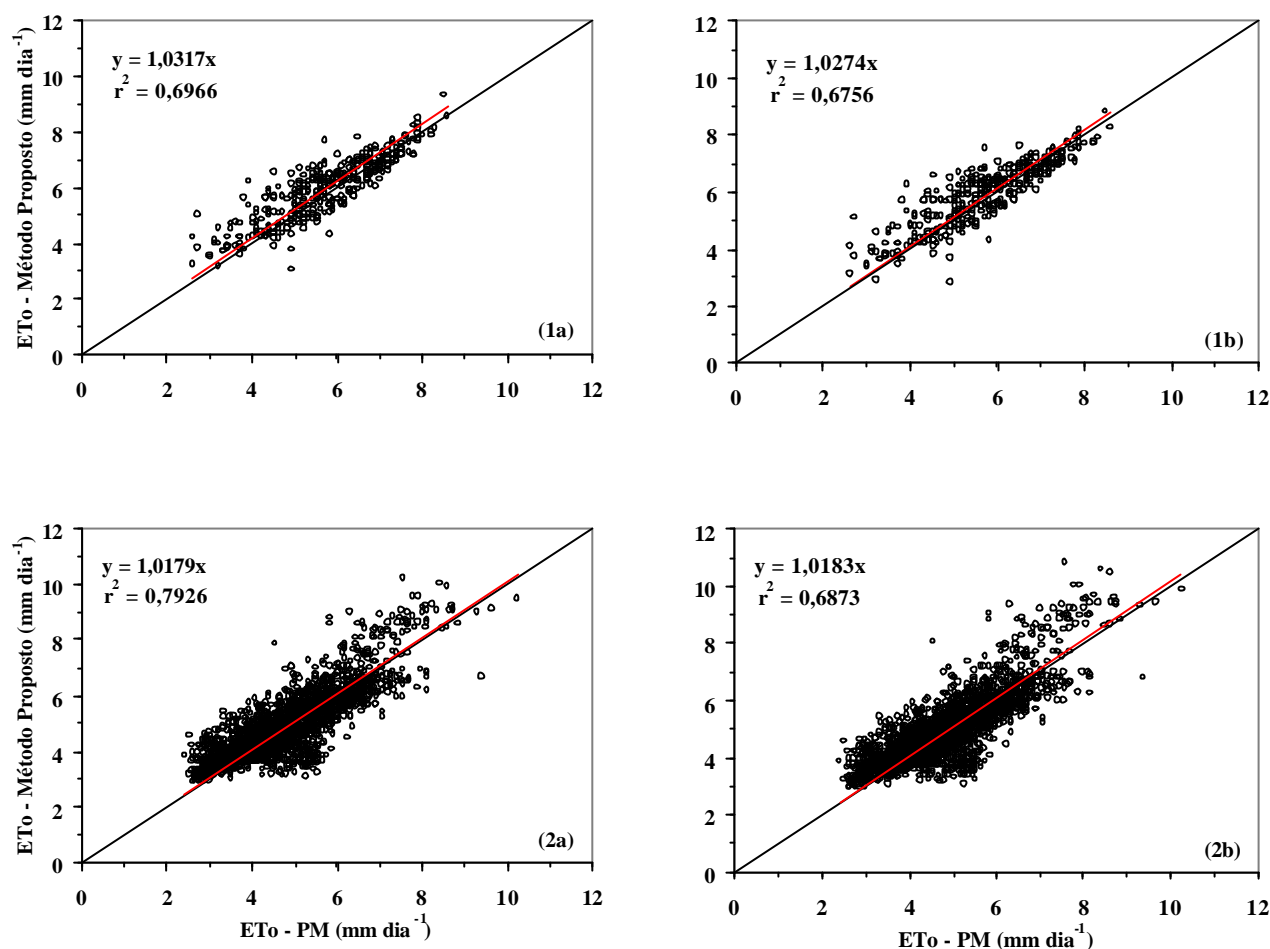 ETo - Método Proposto (mm dia⁻¹)
12
10
8
6
4
2
0
y = 1,0317x
r² = 0,6966
(1a)
0 2 4 6 8 10 12
12
10
8
6
4
2
0
y = 1,0274x
r² = 0,6756
(1b)
0 2 4 6 8 10 12
ETo - Método Proposto (mm dia⁻¹)
12
10
8
6
4
2
0
y = 1,0179x
r² = 0,7926
(2a)
0 2 4 6 8 10 12
ETo - PM (mm dia⁻¹)
12
10
8
6
4
2
0
y = 1,0183x
r² = 0,6873
(2b)
0 2 4 6 8 10 12
ETo - PM (mm dia⁻¹)